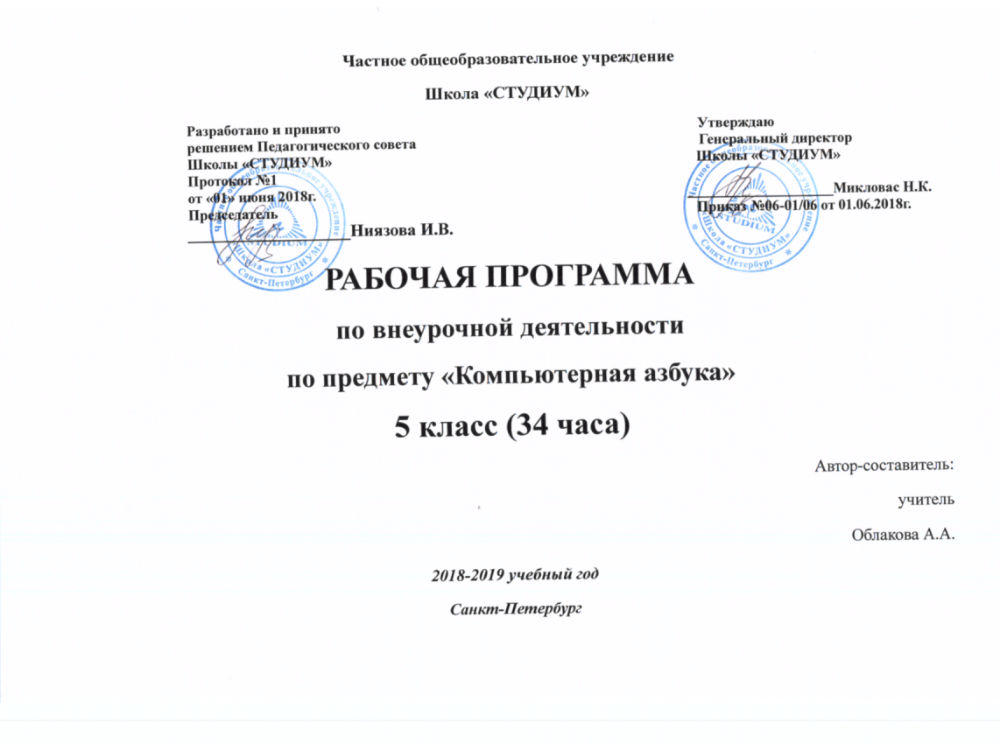 Частное общеобразовательное учреждение
Школа «СТУДИУМ»
Разработано и принято
решением Педагогического совета
Школы «СТУДИУМ»
Протокол №1
от «01» июня 2018г.
Председатель
Ниязова И.В.
Утверждаю
Генеральный директор
Школы «СТУДИУМ»
Микловас Н.К.
Приказ №06-01/06 от 01.06.2018г.
Частное общеобразовательное учреждение
STUDIUM
Школа «СТУДИУМ»
Санкт-Петербург
Частное общеобразовательное учреждение
STUDIUM
Школа «СТУДИУМ»
Санкт-Петербург
РАБОЧАЯ ПРОГРАММА
по внеурочной деятельности
по предмету «Компьютерная азбука»
5 класс (34 часа)
Автор-составитель:
учитель
Облакова А.А.
2018-2019 учебный год
Санкт-Петербург